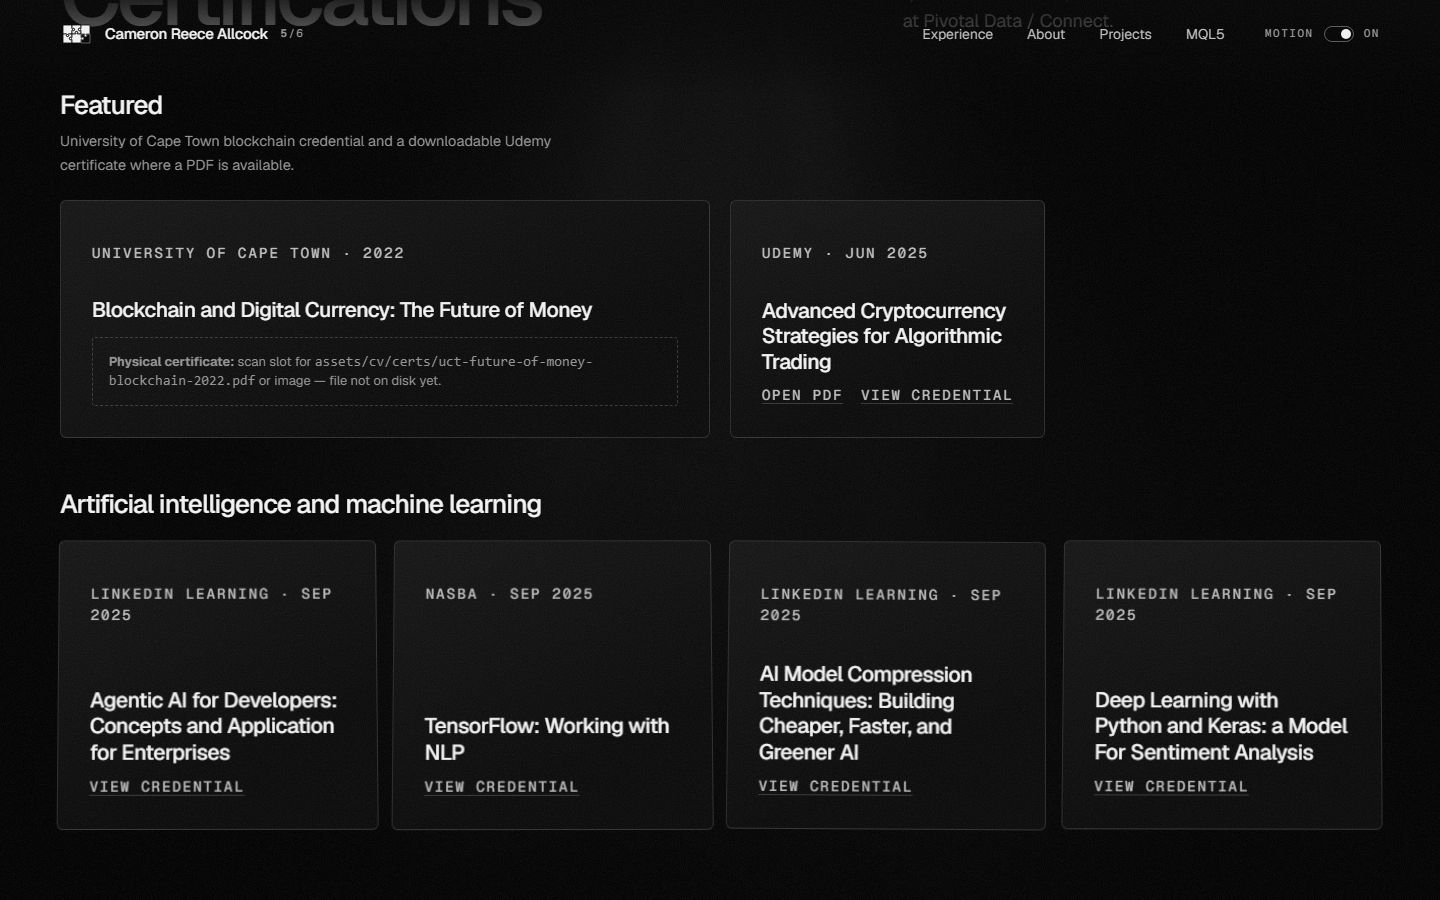 Certifications
at Pivotal Data / Connect.
Cameron Reece Allcock 5/6
Experience About Projects MQL5 MOTION ON
Featured
University of Cape Town blockchain credential and a downloadable Udemy
certificate where a PDF is available.
UNIVERSITY OF CAPE TOWN · 2022
Blockchain and Digital Currency: The Future of Money
Physical certificate: scan slot for assets/cv/certs/uct-future-of-money-
blockchain-2022.pdf or image — file not on disk yet.
UDEMY · JUN 2025
Advanced Cryptocurrency
Strategies for Algorithmic
Trading
OPEN PDF VIEW CREDENTIAL
Artificial intelligence and machine learning
LINKEDIN LEARNING · SEP
2025
Agentic AI for Developers:
Concepts and Application
for Enterprises
VIEW CREDENTIAL
NASBA · SEP 2025
TensorFlow: Working with
NLP
VIEW CREDENTIAL
LINKEDIN LEARNING · SEP
2025
AI Model Compression
Techniques: Building
Cheaper, Faster, and
Greener AI
VIEW CREDENTIAL
LINKEDIN LEARNING · SEP
2025
Deep Learning with
Python and Keras: a Model
For Sentiment Analysis
VIEW CREDENTIAL